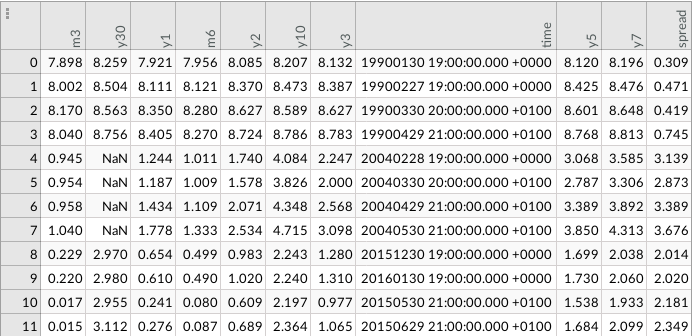 m3 y30 y1 m6 y2 y10 y3 time y5 y7 spread
0 7.898 8.259 7.921 7.956 8.085 8.207 8.132 19900130 19:00:00.000 +0000 8.120 8.196 0.309
1 8.002 8.504 8.111 8.121 8.370 8.473 8.387 19900227 19:00:00.000 +0000 8.425 8.476 0.471
2 8.170 8.563 8.350 8.280 8.627 8.589 8.627 19900330 20:00:00.000 +0100 8.601 8.648 0.419
3 8.040 8.756 8.405 8.270 8.724 8.786 8.783 19900429 21:00:00.000 +0100 8.768 8.813 0.745
4 0.945 NaN 1.244 1.011 1.740 4.084 2.247 20040228 19:00:00.000 +0000 3.068 3.585 3.139
5 0.954 NaN 1.187 1.009 1.578 3.826 2.000 20040330 20:00:00.000 +0100 2.787 3.306 2.873
6 0.958 NaN 1.434 1.109 2.071 4.348 2.568 20040429 21:00:00.000 +0100 3.389 3.892 3.389
7 1.040 NaN 1.778 1.333 2.534 4.715 3.098 20040530 21:00:00.000 +0100 3.850 4.313 3.676
8 0.229 2.970 0.654 0.499 0.983 2.243 1.280 20151230 19:00:00.000 +0000 1.699 2.038 2.014
9 0.220 2.980 0.610 0.490 1.020 2.240 1.310 20160130 19:00:00.000 +0000 1.730 2.060 2.020
10 0.017 2.955 0.241 0.080 0.609 2.197 0.977 20150530 21:00:00.000 +0100 1.538 1.933 2.181
11 0.015 3.112 0.276 0.087 0.689 2.364 1.065 20150629 21:00:00.000 +0100 1.684 2.099 2.349